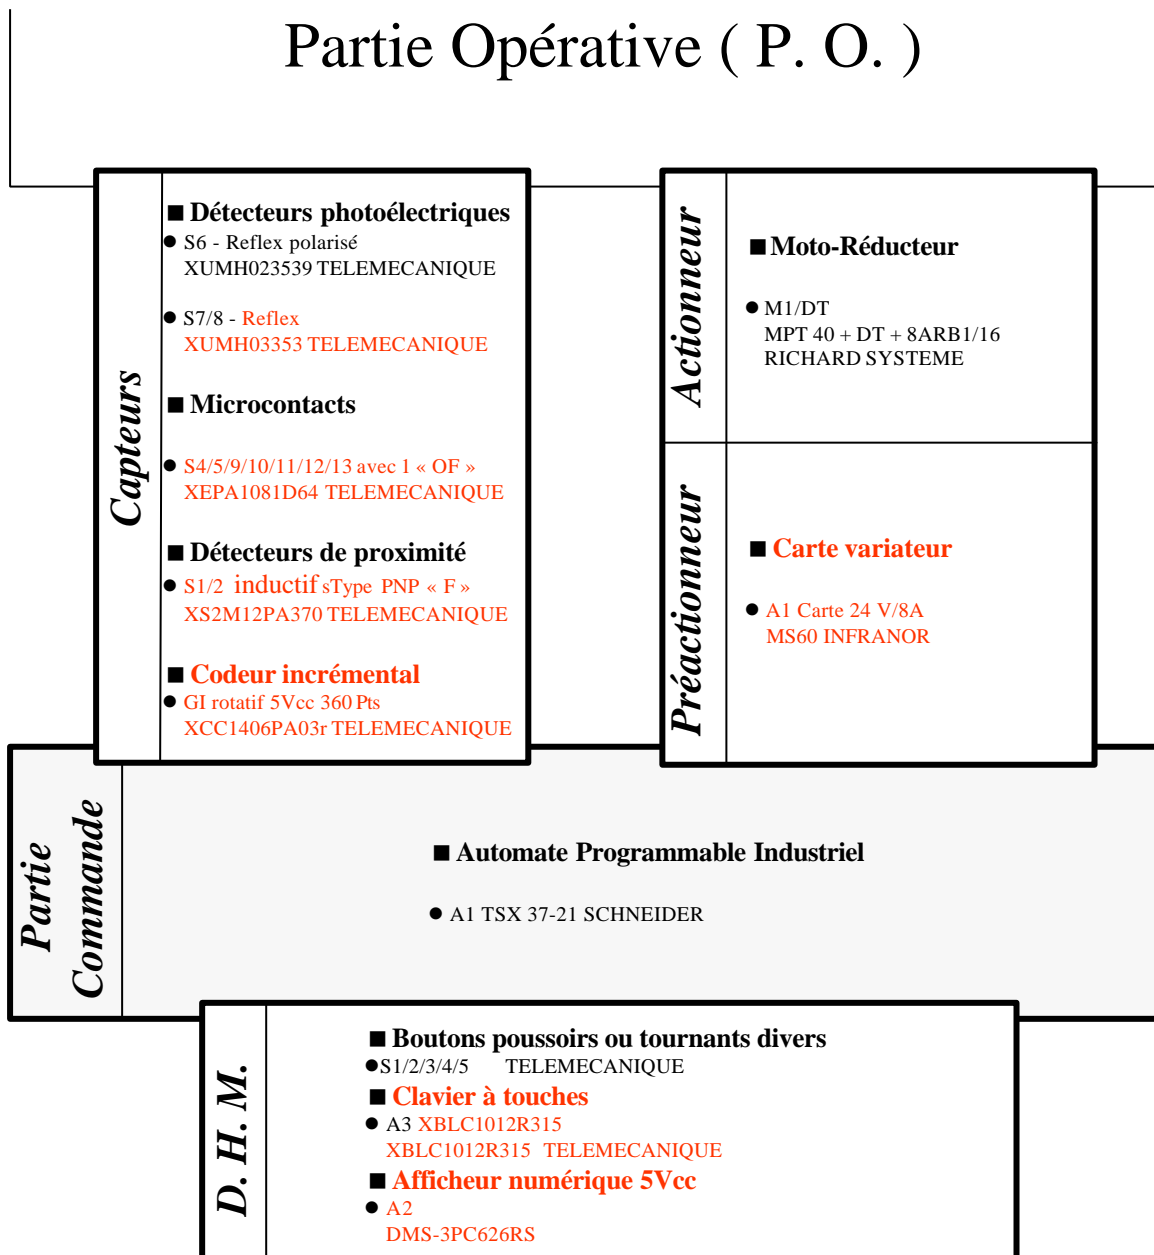 Partie Opérative ( P. O. )
Capteurs
■ Détecteurs photoélectriques
● S6 - Reflex polarisé
XUMH023539 TELEMECANIQUE
● S7/8 - Reflex
XUMH03353 TELEMECANIQUE
■ Microcontacts
● S4/5/9/10/11/12/13 avec 1 « OF »
XEPA1081D64 TELEMECANIQUE
■ Détecteurs de proximité
● S1/2 inductif sType PNP « F »
XS2M12PA370 TELEMECANIQUE
■ Codeur incrémental
● GI rotatif 5Vcc 360 Pts
XCC1406PA03r TELEMECANIQUE
Actionneur
■ Moto-Réducteur
● M1/DT
MPT 40 + DT + 8ARB1/16
RICHARD SYSTEME
Préactionneur
■ Carte variateur
● A1 Carte 24 V/8A
MS60 INFRANOR
Partie
Commande
■ Automate Programmable Industriel
● A1 TSX 37-21 SCHNEIDER
D. H. M.
■ Boutons poussoirs ou tournants divers
● S1/2/3/4/5 TELEMECANIQUE
■ Clavier à touches
● A3 XBLC1012R315
XBLC1012R315 TELEMECANIQUE
■ Afficheur numérique 5Vcc
● A2
DMS-3PC626RS